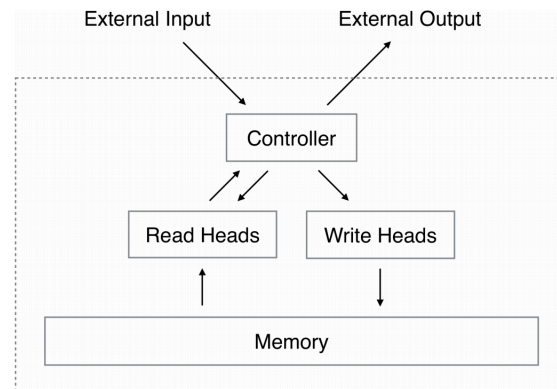 External Input
External Output
Controller
Read Heads
Write Heads
Memory